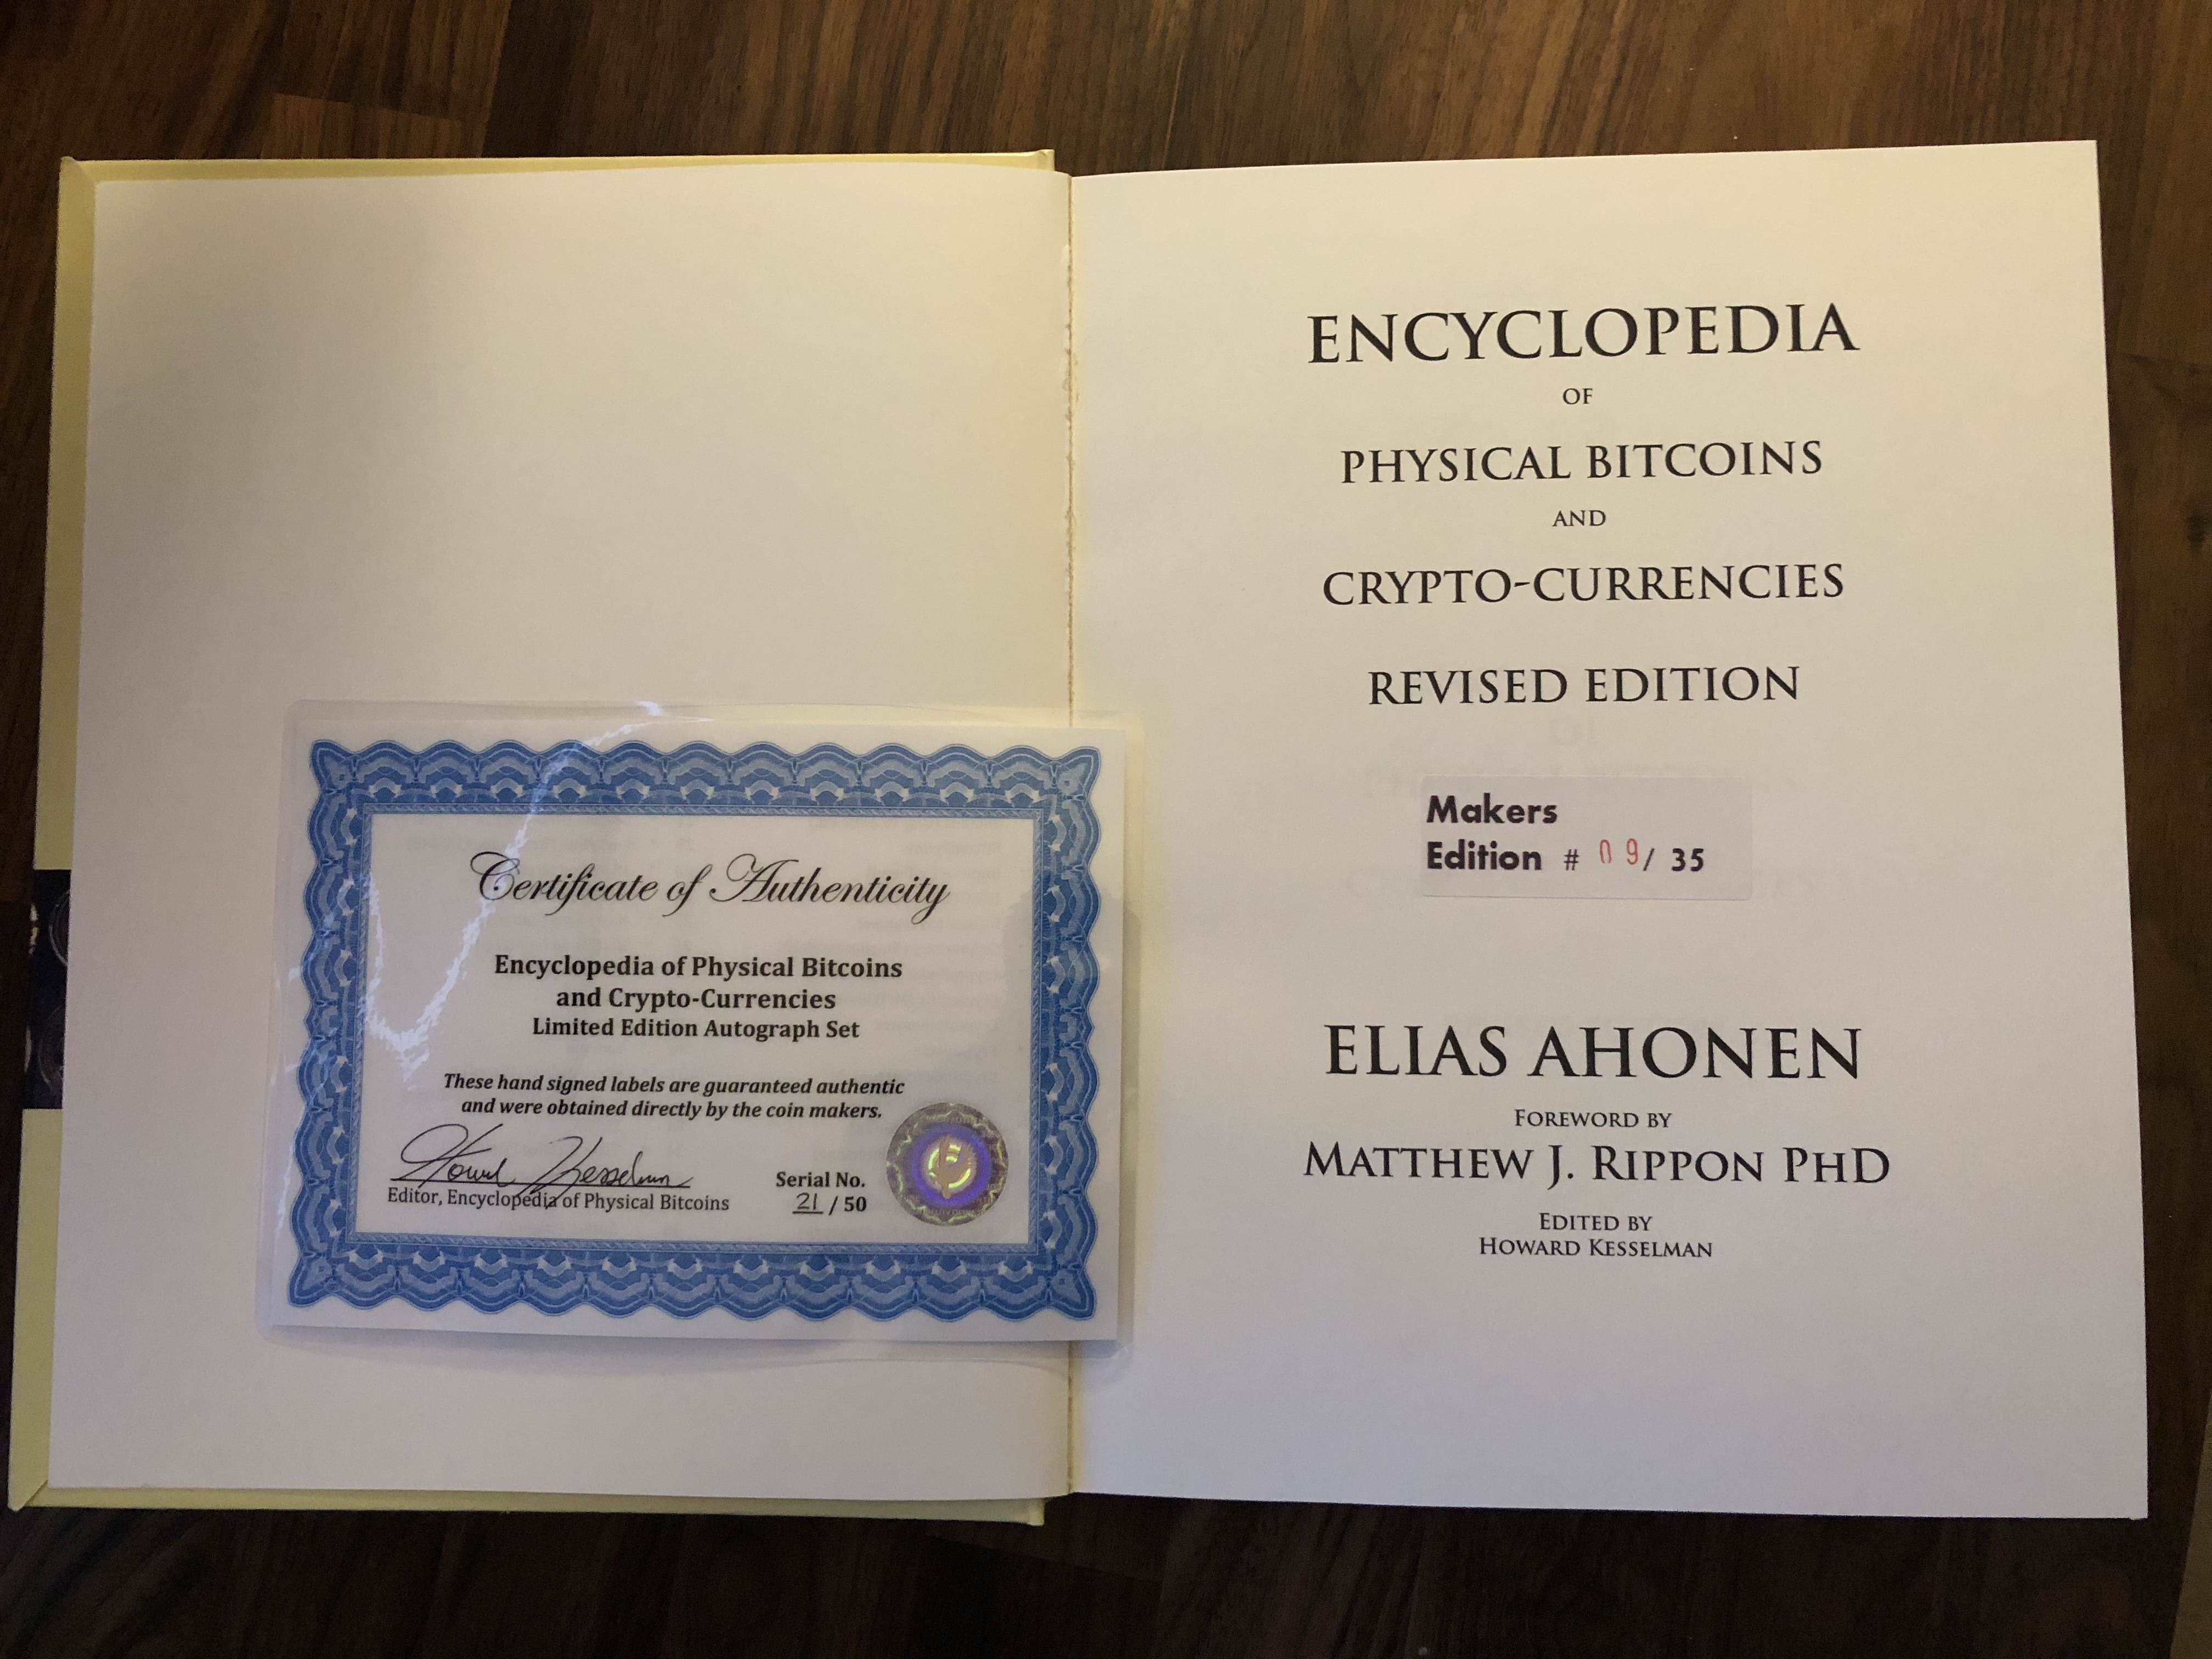 Certificate of Authenticity
Encyclopedia of Physical Bitcoins
and Crypto-Currencies
Limited Edition Autograph Set
These hand signed labels are guaranteed authentic
and were obtained directly by the coin makers.
Howard Kesselman
Editor, Encyclopedia of Physical Bitcoins
Serial No.
21 / 50
ENCYCLOPEDIA
OF
PHYSICAL BITCOINS
AND
CRYPTO-CURRENCIES
REVISED EDITION
Makers
Edition # 09/ 35
ELIAS AHONEN
FOREWORD BY
MATTHEW J. RIPPON PHD
EDITED BY
HOWARD KESSELMAN